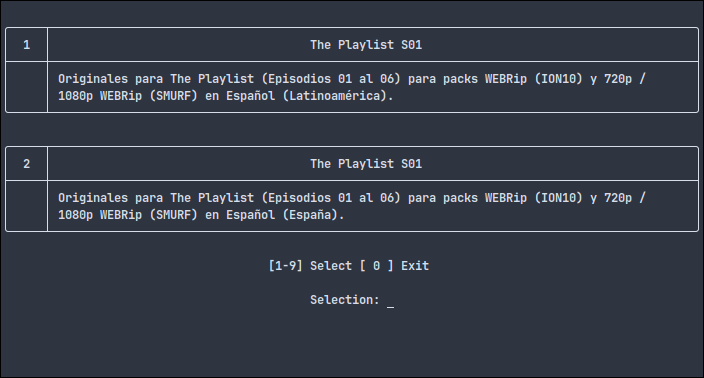 1 The Playlist S01
Originales para The Playlist (Episodios 01 al 06) para packs WEBRip (ION10) y 720p /
1080p WEBRip (SMURF) en Español (Latinoamérica).
2 The Playlist S01
Originales para The Playlist (Episodios 01 al 06) para packs WEBRip (ION10) y 720p /
1080p WEBRip (SMURF) en Español (España).
[1-9] Select [ 0 ] Exit
Selection: _